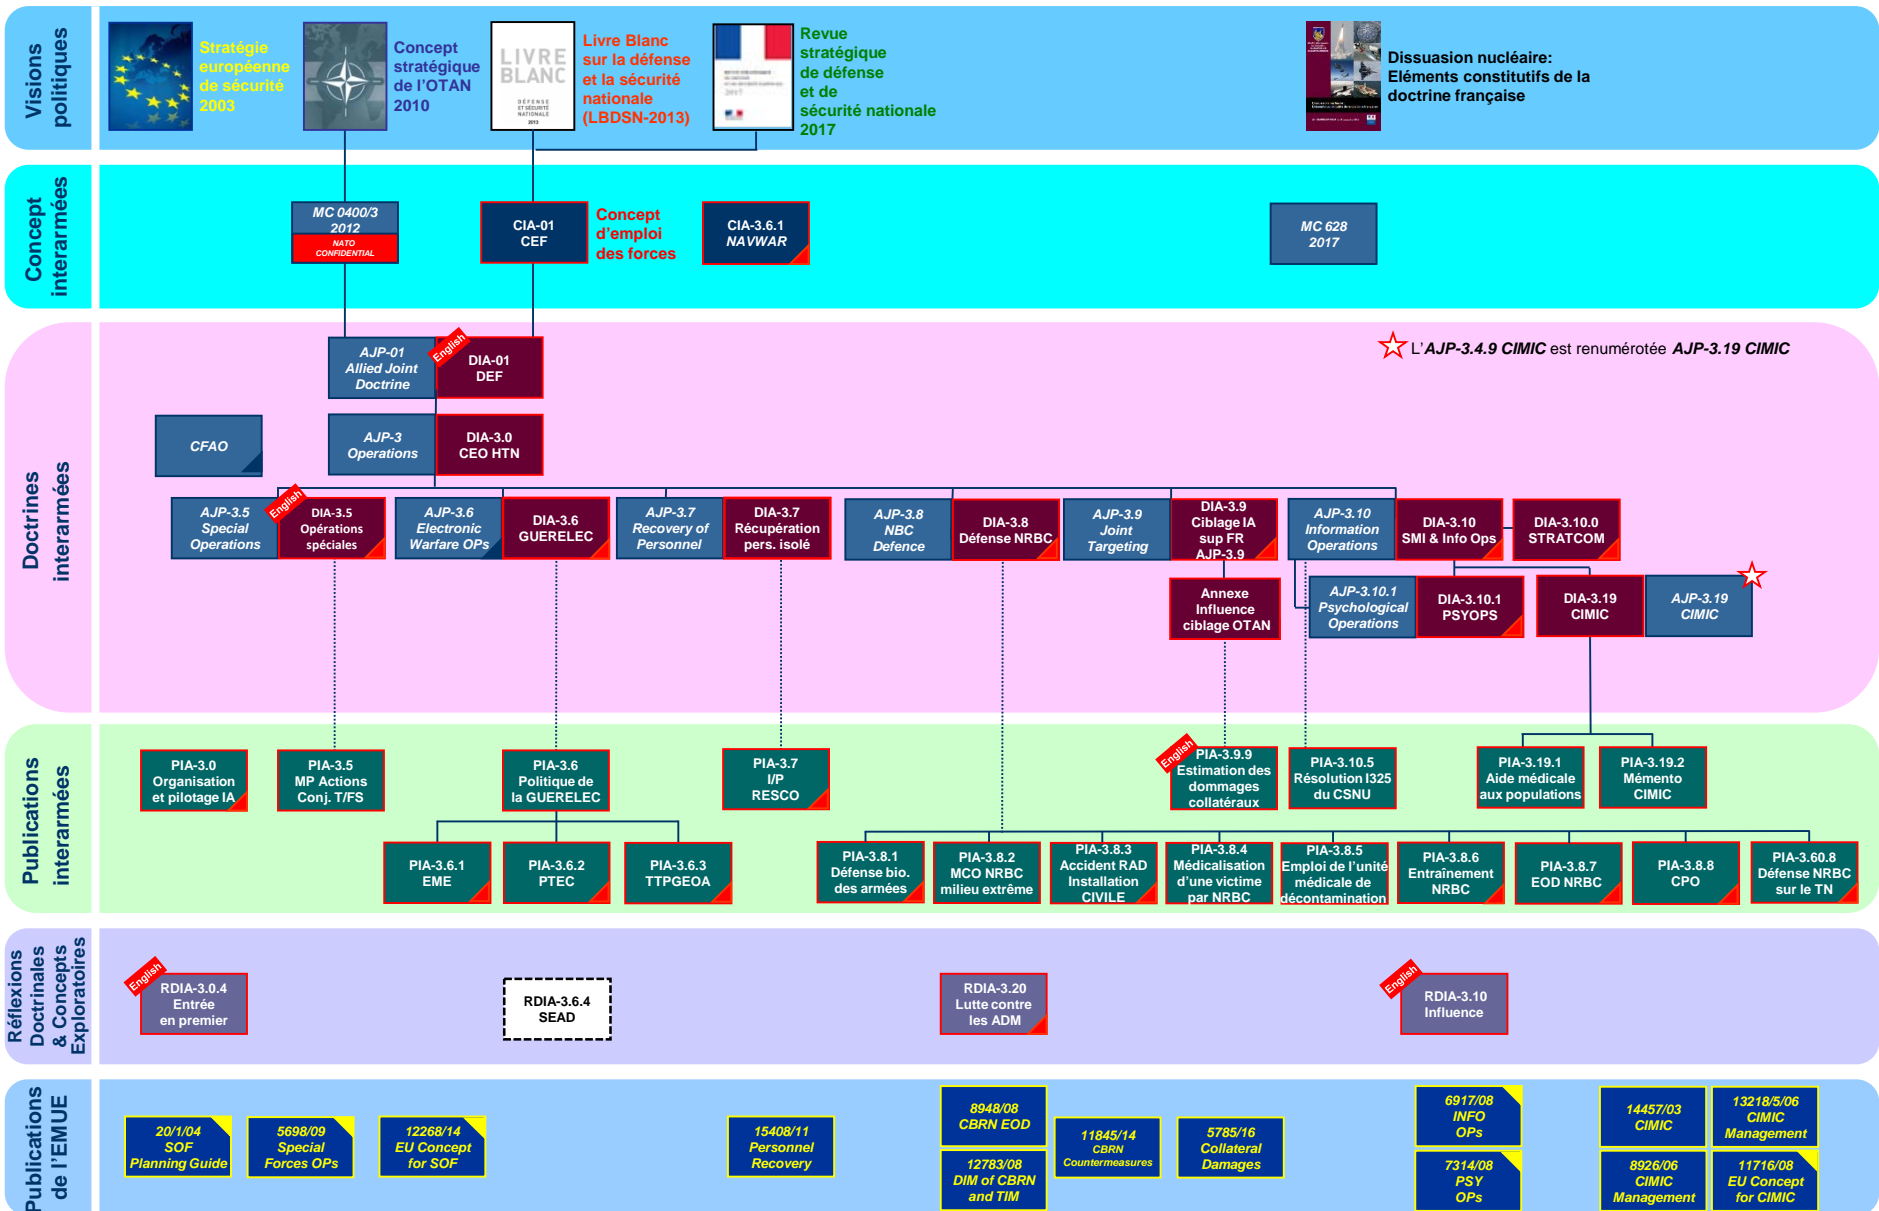 Visions
politiques
Stratégie
européenne
de sécurité
2003
Concept
stratégique
de l'OTAN
2010
LIVRE
BLANC
DÉFENSE
ET SÉCURITÉ
NATIONALE
2013
Livre Blanc
sur la défense
et la sécurité
nationale
(LBDSN-2013)
2017
Revue
stratégique
de défense
et de
sécurité nationale
2017
Dissuasion nucléaire:
Eléments constitutifs de la
doctrine française
Concept
interarmées
MC 0400/3
2012
NATO
CONFIDENTIAL
CIA-01
CEF
Concept
d'emploi
des forces
CIA-3.6.1
NAVWAR
MC 628
2017
Doctrines
interarmées
L'AJP-3.4.9 CIMIC est renumérotée AJP-3.19 CIMIC
AJP-01
Allied Joint
Doctrine
English
DIA-01
DEF
CFAO
AJP-3
Operations
DIA-3.0
CEO HTN
AJP-3.5
Special
Operations
English
DIA-3.5
Opérations
spéciales
AJP-3.6
Electronic
Warfare OPs
DIA-3.6
GUERELEC
AJP-3.7
Recovery of
Personnel
DIA-3.7
Récupération
pers. isolé
AJP-3.8
NBC
Defence
DIA-3.8
Défense NRBC
AJP-3.9
Joint
Targeting
DIA-3.9
Ciblage IA
sup FR
AJP-3.9
AJP-3.10
Information
Operations
DIA-3.10
SMI & Info Ops
DIA-3.10.0
STRATCOM
Annexe
Influence
ciblage OTAN
AJP-3.10.1
Psychological
Operations
DIA-3.10.1
PSYOPS
DIA-3.19
CIMIC
AJP-3.19
CIMIC
Publications
interarmées
PIA-3.0
Organisation
et pilotage IA
PIA-3.5
MP Actions
Conj. T/FS
PIA-3.6
Politique de
la GUERELEC
PIA-3.7
I/P
RESCO
English
PIA-3.9.9
Estimation des
dommages
collatéraux
PIA-3.10.5
Résolution I325
du CSNU
PIA-3.19.1
Aide médicale
aux populations
PIA-3.19.2
Mémento
CIMIC
PIA-3.6.1
EME
PIA-3.6.2
PTEC
PIA-3.6.3
TTPGEOA
PIA-3.8.1
Défense bio.
des armées
PIA-3.8.2
MCO NRBC
milieu extrême
PIA-3.8.3
Accident RAD
Installation
CIVILE
PIA-3.8.4
Médicalisation
d'une victime
par NRBC
PIA-3.8.5
Emploi de l'unité
médicale de
décontamination
PIA-3.8.6
Entraînement
NRBC
PIA-3.8.7
EOD NRBC
PIA-3.8.8
CPO
PIA-3.60.8
Défense NRBC
sur le TN
Réflexions
Doctrinales
& Concepts
Exploratoires
English
RDIA-3.0.4
Entrée
en premier
RDIA-3.6.4
SEAD
RDIA-3.20
Lutte contre
les ADM
English
RDIA-3.10
Influence
Publications
de l'EMUE
20/1/04
SOF
Planning Guide
5698/09
Special
Forces OPs
12268/14
EU Concept
for SOF
15408/11
Personnel
Recovery
8948/08
CBRN EOD
12783/08
DIM of CBRN
and TIM
11845/14
CBRN
Countermeasures
5785/16
Collateral
Damages
6917/08
INFO
OPs
7314/08
PSY
OPs
14457/03
CIMIC
8926/06
CIMIC
Management
13218/5/06
CIMIC
Management
11716/08
EU Concept
for CIMIC